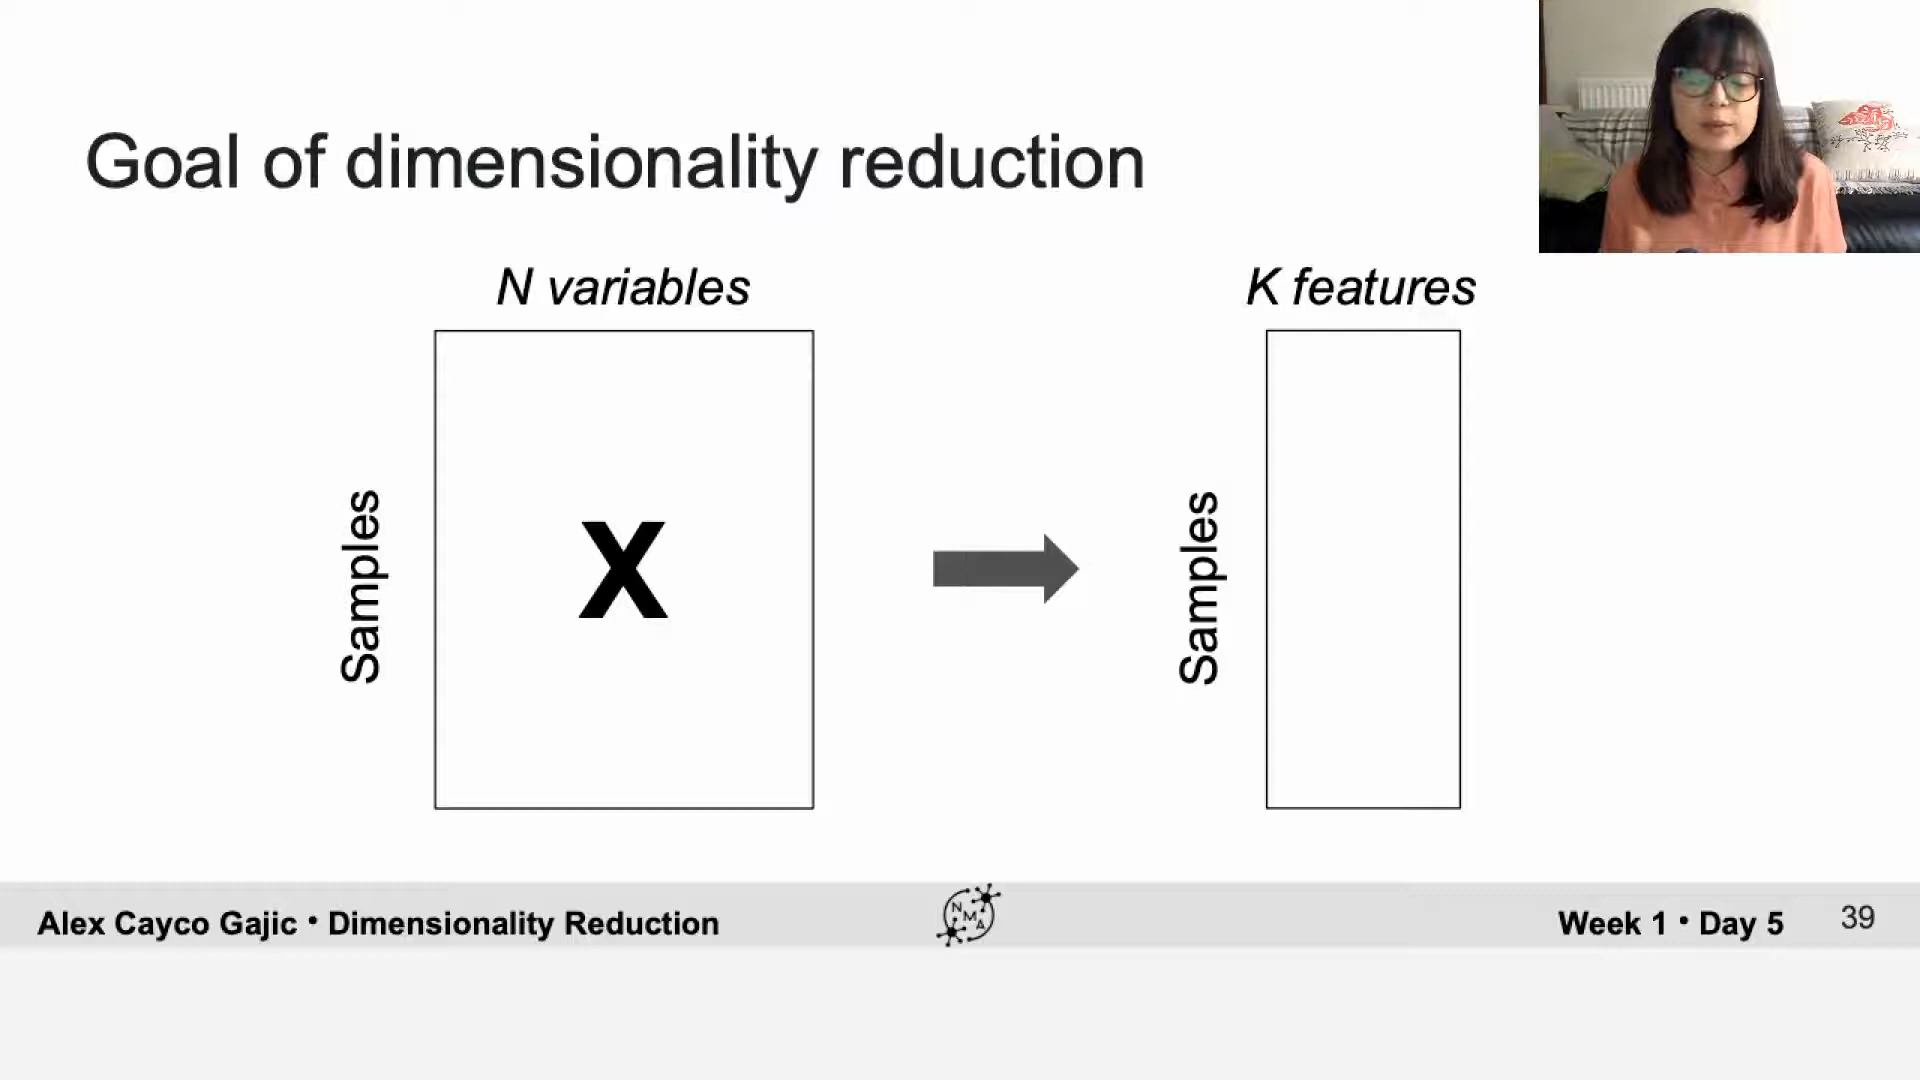 Goal of dimensionality reduction
N variables
K features
Samples
X
Samples
Alex Cayco Gajic • Dimensionality Reduction
N
M
A
Week 1 • Day 5
39